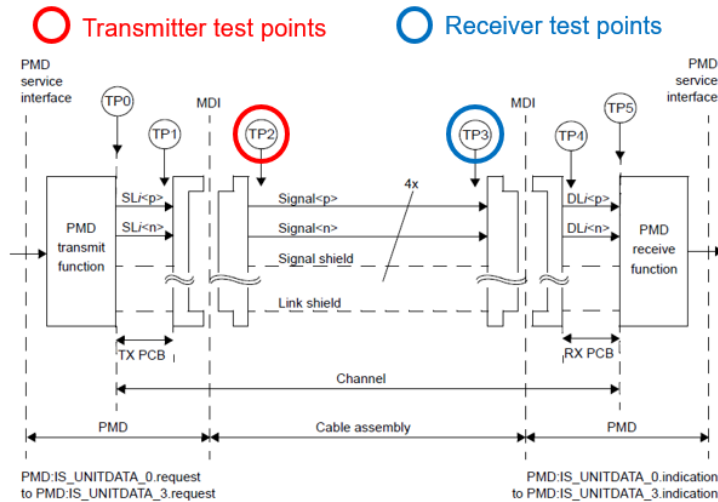 Transmitter test points
Receiver test points
PMD
service
interface
PMD
service
interface
TP0
MDI
MDI
TP5
TP1
TP2
TP3
TP4
4x
SLi<p>
Signal<p>
DLi<p>
SLi<n>
Signal<n>
DLi<n>
PMD
transmit
function
PMD
receive
function
Signal shield
Link shield
TX PCB
RX PCB
Channel
PMD
Cable assembly
PMD
PMD:IS_UNITDATA_0.request
to PMD:IS_UNITDATA_3.request
PMD:IS_UNITDATA_0.indication
to PMD:IS_UNITDATA_3.indication